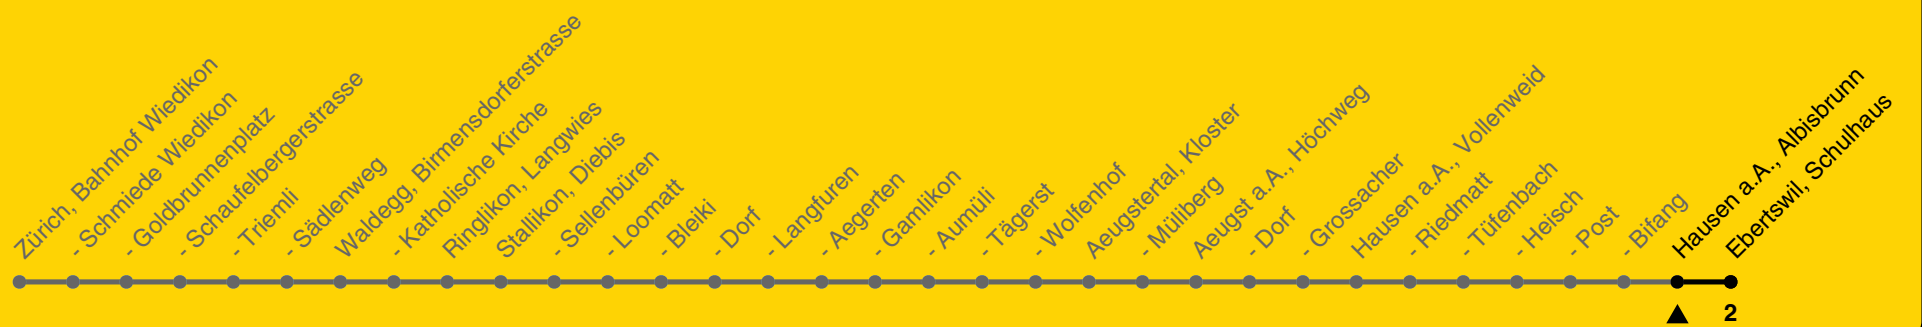 Zürich, Bahnhof Wiedikon
- Schmiede Wiedikon
- Goldbrunnenplatz
- Schaufelbergerstrasse
- Triemli
- Sädlenweg
Waldegg, Birmensdorferstrasse
- Katholische Kirche
Ringlikon, Langwies
Stallikon, Diebis
- Sellenbüren
- Loomatt
- Bleiki
- Dorf
- Langfuren
- Aegerten
- Gamlikon
- Aumüli
- Tägerst
- Wolfenhof
Aeugstertal, Kloster
- Müliberg
Aeugst a.A., Höchweg
- Dorf
- Grossacher
Hausen a.A., Vollenweid
- Riedmatt
- Tüfenbach
- Heisch
- Post
- Bifang
Hausen a.A., Albisbrunn
Ebertswil, Schulhaus
2